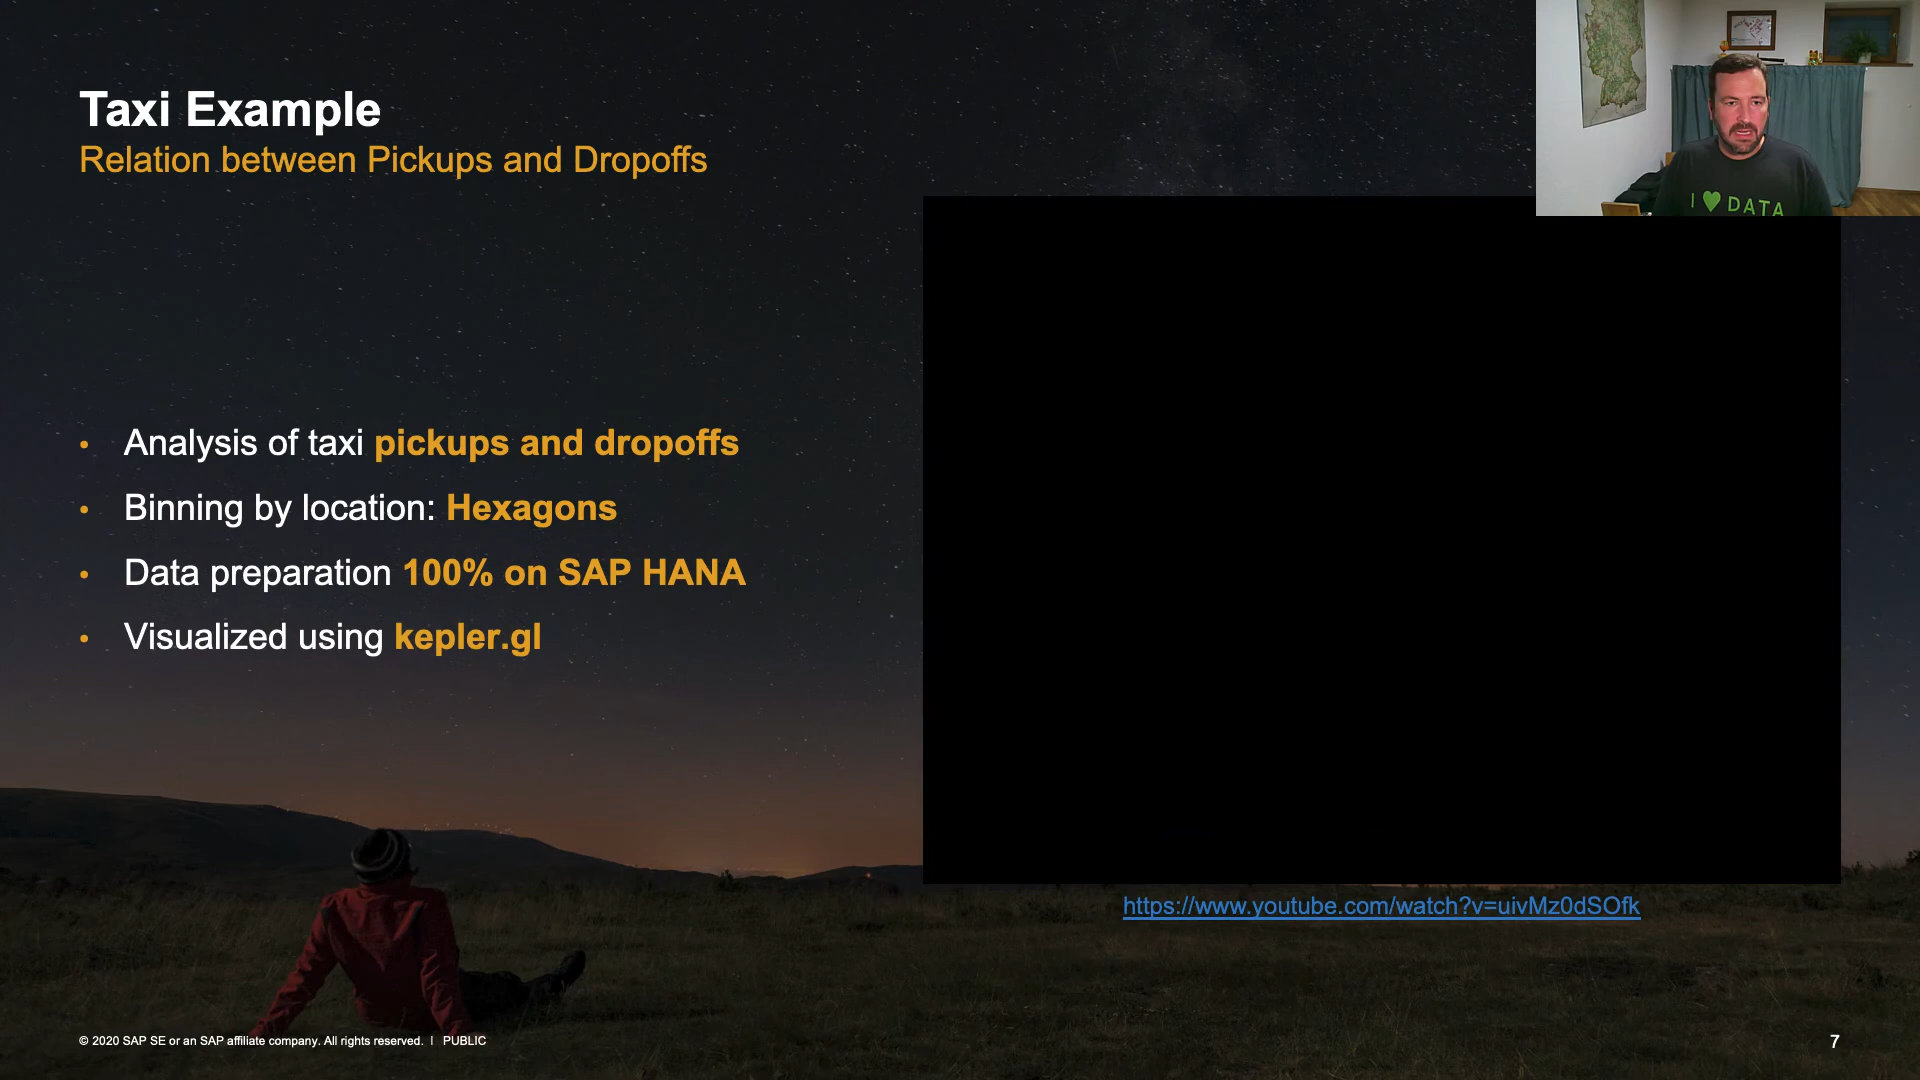 Taxi Example
Relation between Pickups and Dropoffs
I ♥ DATA
• Analysis of taxi pickups and dropoffs
• Binning by location: Hexagons
• Data preparation 100% on SAP HANA
• Visualized using kepler.gl
https://www.youtube.com/watch?v=uivMz0dSOfk
© 2020 SAP SE or an SAP affiliate company. All rights reserved. | PUBLIC
7